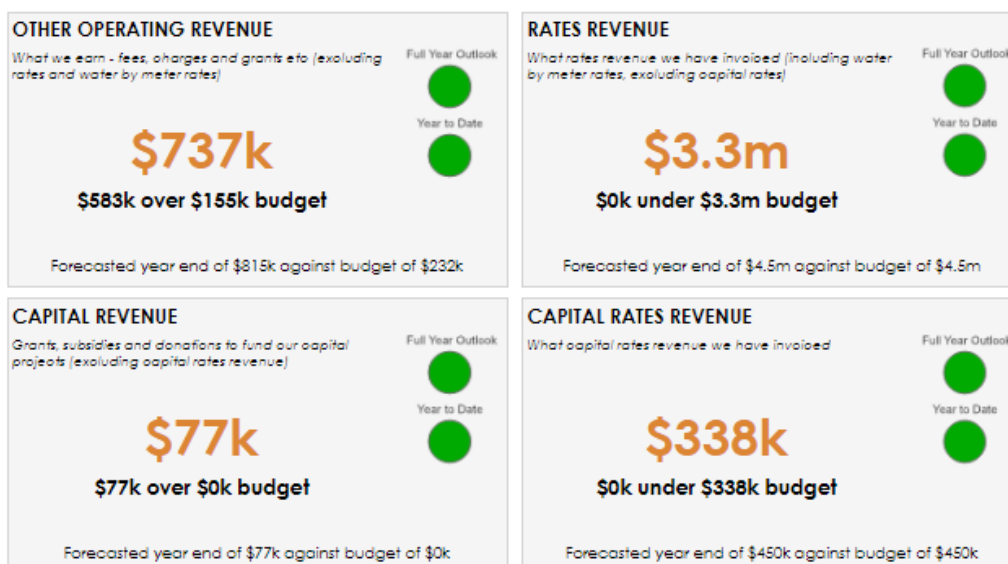 OTHER OPERATING REVENUE
What we earn - fees, charges and grants etc (excluding
rates and water by meter rates)
Full Year Outlook
Year to Date
$737k
$583k over $155k budget
Forecasted year end of $815k against budget of $232k
RATES REVENUE
What rates revenue we have invoiced (including water
by meter rates, excluding capital rates)
Full Year Outlook
Year to Date
$3.3m
$0k under $3.3m budget
Forecasted year end of $4.5m against budget of $4.5m
CAPITAL REVENUE
Grants, subsidies and donations to fund our capital
projects (excluding capital rates revenue)
Full Year Outlook
Year to Date
$77k
$77k over $0k budget
Forecasted year end of $77k against budget of $0k
CAPITAL RATES REVENUE
What capital rates revenue we have invoiced
Full Year Outlook
Year to Date
$338k
$0k under $338k budget
Forecasted year end of $450k against budget of $450k